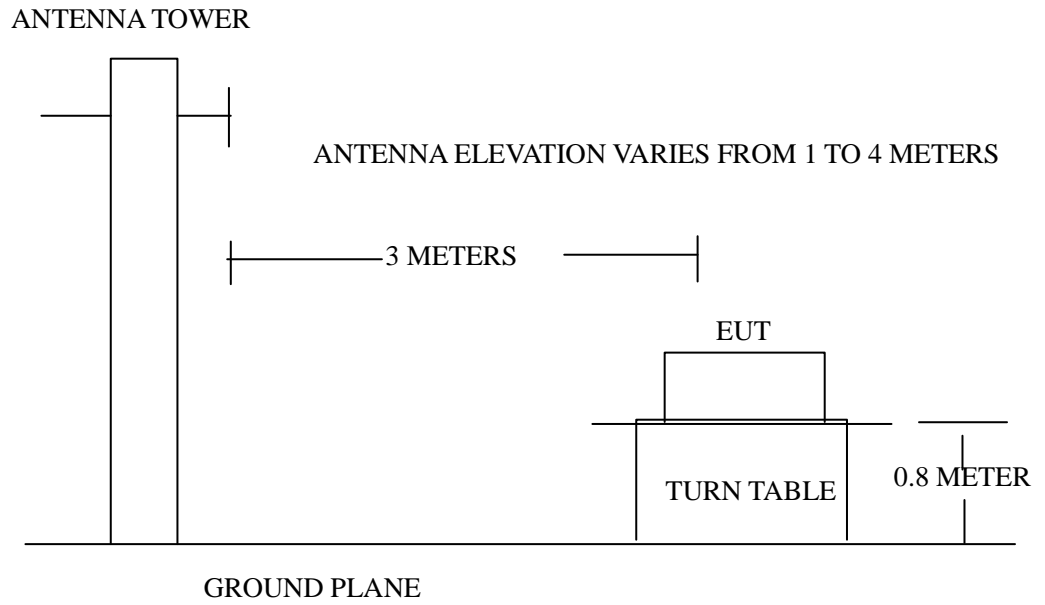 ANTENNA TOWER
ANTENNA ELEVATION VARIES FROM 1 TO 4 METERS
3 METERS
EUT
TURN TABLE
0.8 METER
GROUND PLANE